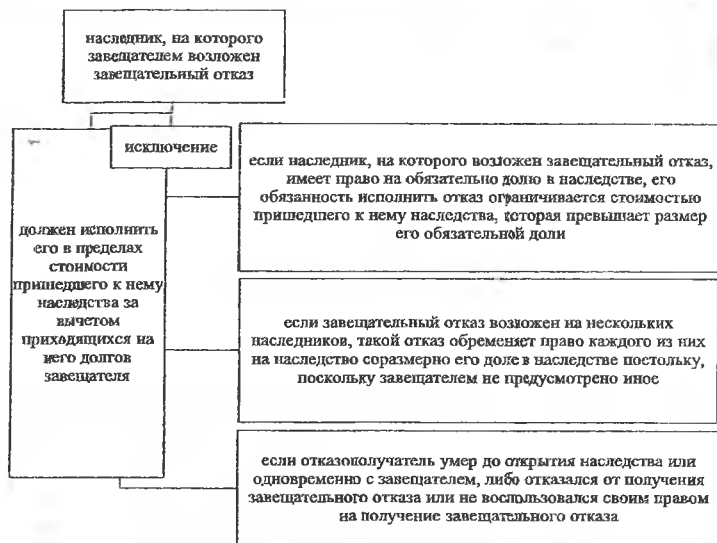 наследник, на которого
завещателем возложен
завещательный отказ
исключение
должен исполнить
его в пределах
стоимости
пришедшего к нему
наследства за
вычетом
приходящихся на
него долгов
завещателя
если наследник, на которого возложен завещательный отказ,
имеет право на обязательно долю в наследстве, его
обязанность исполнить отказ ограничивается стоимостью
пришедшего к нему наследства, которая превышает размер
его обязательной доли
если завещательный отказ возложен на нескольких
наследников, такой отказ обременяет право каждого из них
на наследство соразмерно его доле в наследстве постольку,
поскольку завещателем не предусмотрено иное
если отказополучатель умер до открытия наследства или
одновременно с завещателем, либо отказался от получения
завещательного отказа или не воспользовался своим правом
на получение завещательного отказа